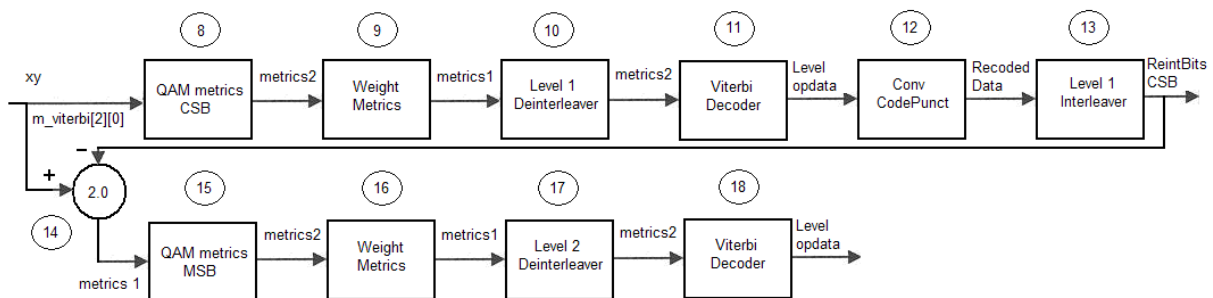 8
9
10
11
12
13
xy
m_viterbi[2][0]
QAM metrics
CSB
metrics2
Weight
Metrics
metrics1
Level 1
Deinterleaver
metrics2
Viterbi
Decoder
Level
opdata
Conv
CodePunct
Recoded
Data
Level 1
Interleaver
ReintBits
CSB
−
+
2.0
14
15
16
17
18
metrics 1
QAM metrics
MSB
metrics2
Weight
Metrics
metrics1
Level 2
Deinterleaver
metrics2
Viterbi
Decoder
Level
opdata